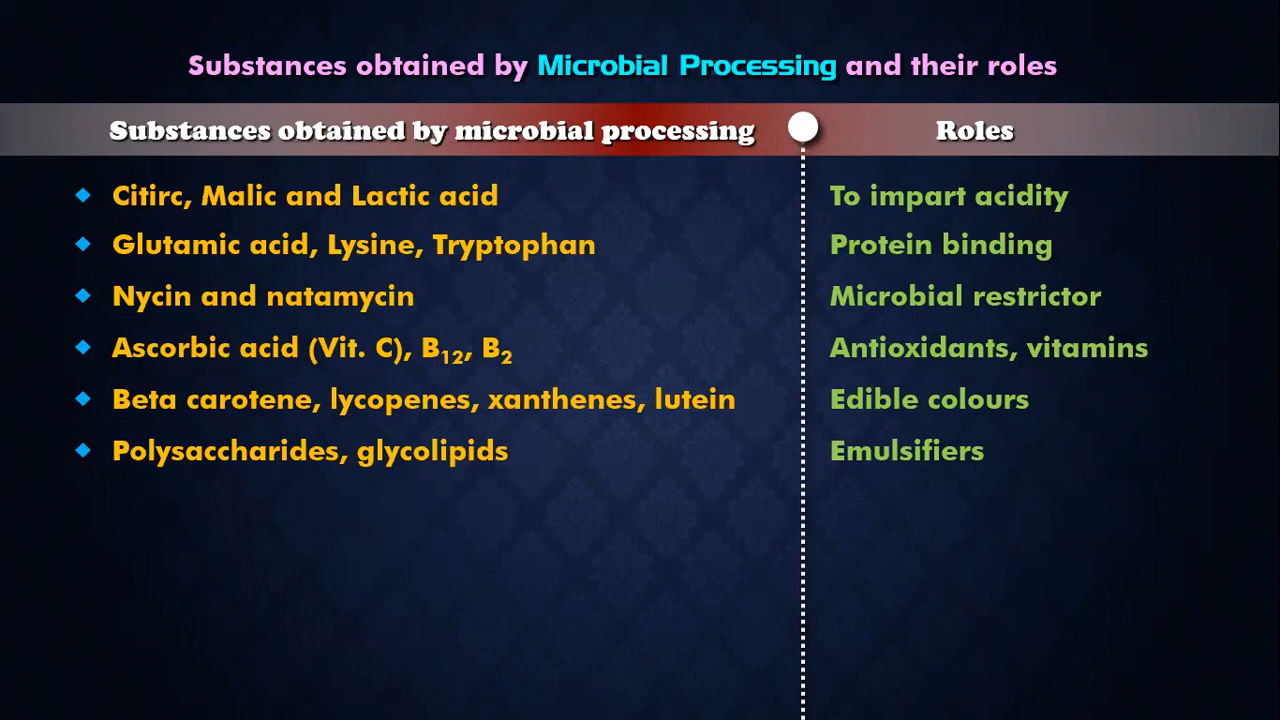 Substances obtained by Microbial Processing and their roles
Substances obtained by microbial processing Roles
Citirc, Malic and Lactic acid To impart acidity
Glutamic acid, Lysine, Tryptophan Protein binding
Nycin and natamycin Microbial restrictor
Ascorbic acid (Vit. C), B12, B2 Antioxidants, vitamins
Beta carotene, lycopenes, xanthenes, lutein Edible colours
Polysaccharides, glycolipids Emulsifiers